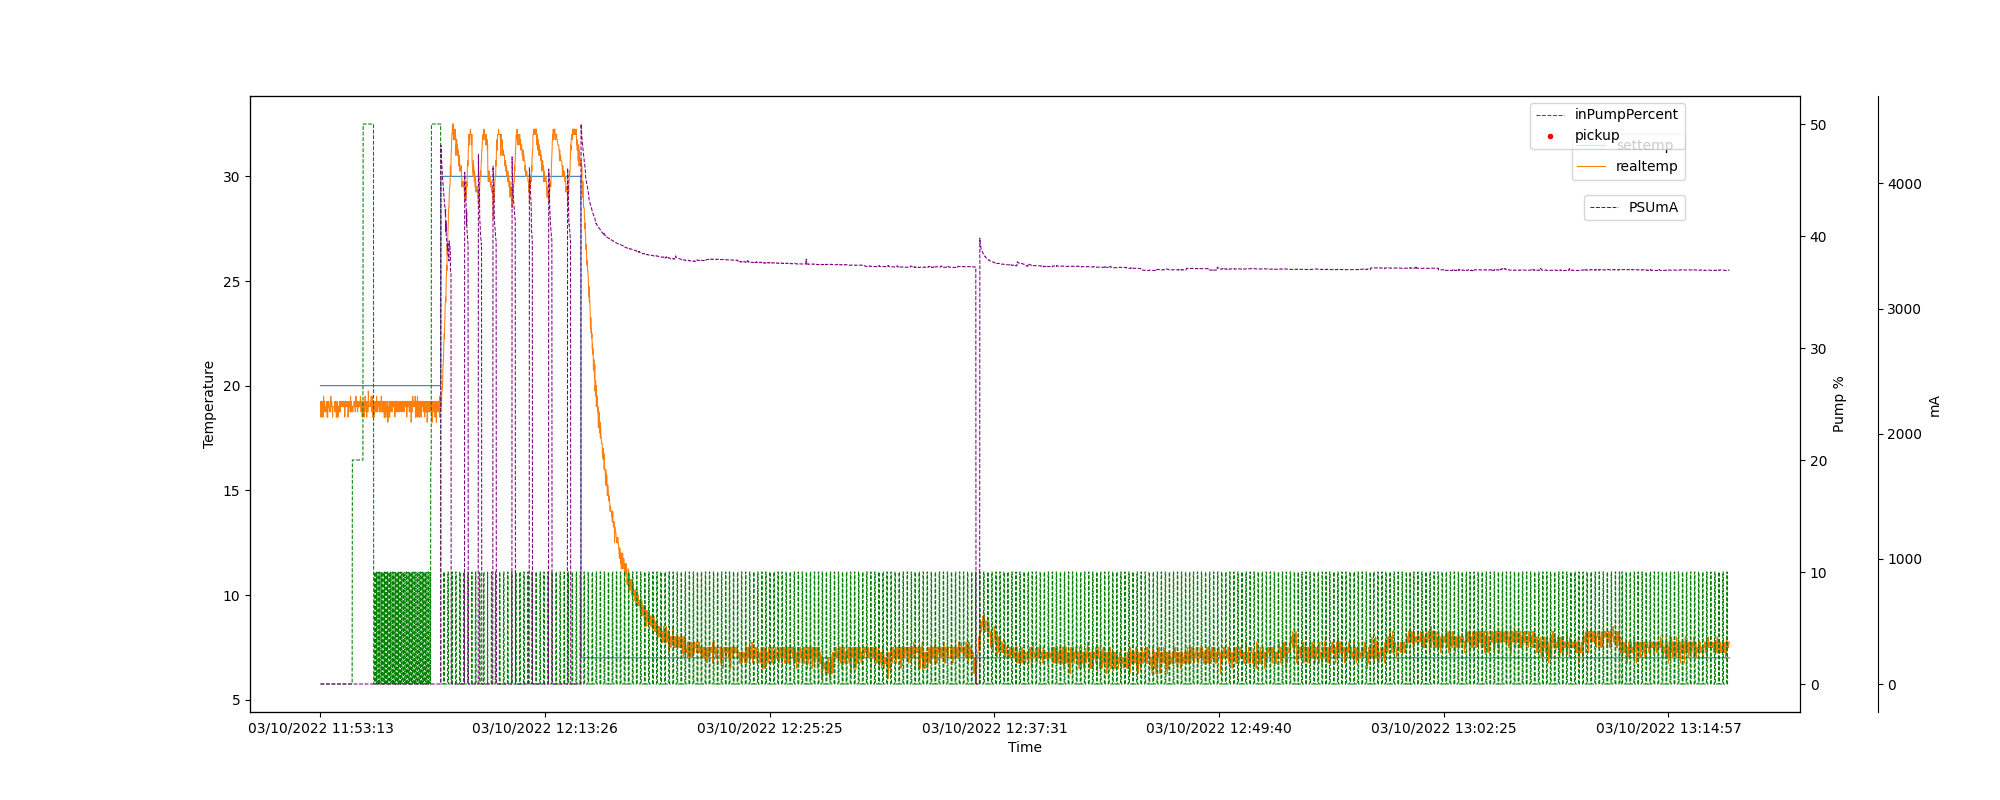 inPumpPercent
pickup
settemp
realtemp
PSUmA
Temperature
30
25
20
15
10
5
50
40
30
20
10
0
Pump %
4000
3000
2000
1000
0
mA
03/10/2022 11:53:13
03/10/2022 12:13:26
03/10/2022 12:25:25
03/10/2022 12:37:31
03/10/2022 12:49:40
03/10/2022 13:02:25
03/10/2022 13:14:57
Time